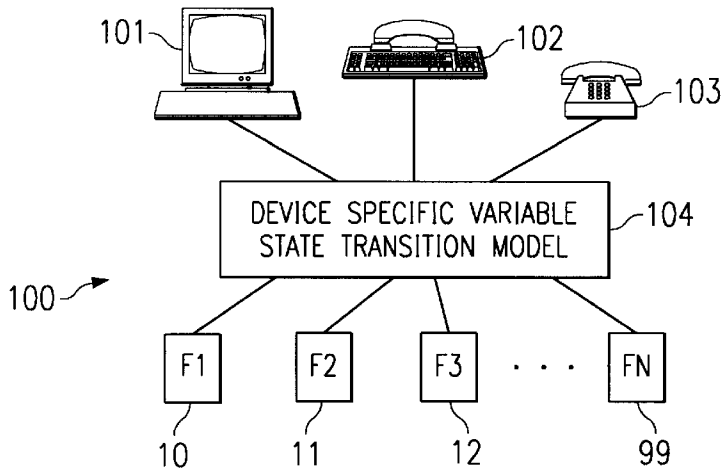 101
102
103
DEVICE SPECIFIC VARIABLE
STATE TRANSITION MODEL
104
100
F1
F2
F3
. . .
FN
10
11
12
99